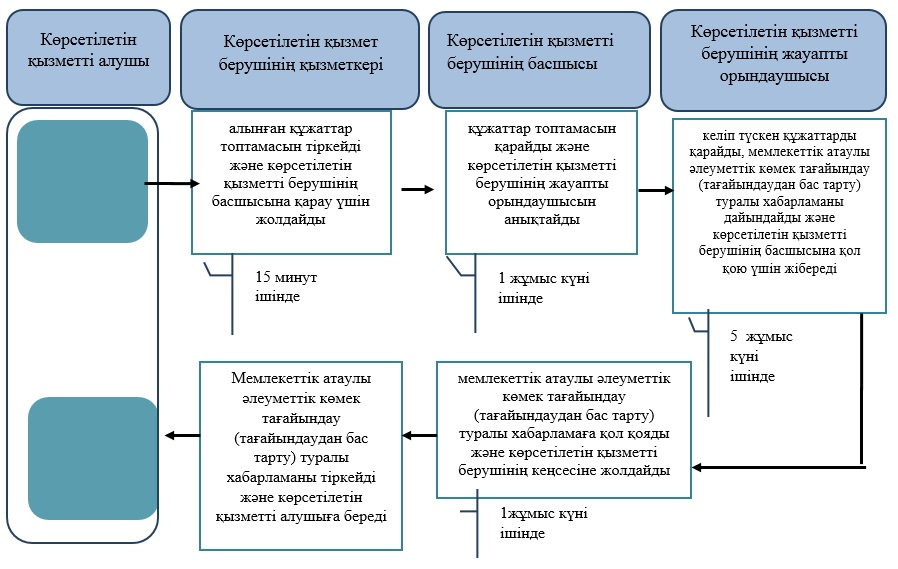 Көрсетілетін
қызметті алушы
Көрсетілетін қызмет
берушінің қызметкері
Көрсетілетін қызметті
берушінің басшысы
Көрсетілетін қызметті
берушінің жауапты
орындаушысы
алынған құжаттар
топтамасын тіркейді
және көрсетілетін
қызметті берушінің
басшысына қарау үшін
жолдайды
15 минут
ішінде
құжаттар топтамасын
қарайды және
көрсетілетін қызметті
берушінің жауапты
орындаушысын
анықтайды
1 жұмыс күні
ішінде
келіп түскен құжаттарды
қарайды, мемлекеттік атаулы
әлеуметтік көмек тағайындау
(тағайындаудан бас тарту)
туралы хабарламаны
дайындайды және
көрсетілетін қызметті
берушінің басшысына қол
қою үшін жібереді
5 жұмыс
күні
ішінде
мемлекеттік атаулы әлеуметтік
көмек тағайындау
(тағайындаудан бас тарту)
туралы хабарламаға қол қояды
және көрсетілетін қызметті
берушінің кеңсесіне жолдайды
1жұмыс күні
ішінде
Мемлекеттік атаулы
әлеуметтік көмек
тағайындау
(тағайындаудан бас
тарту) туралы
хабарламаны тіркейді
және көрсетілетін
қызметті алушыға береді